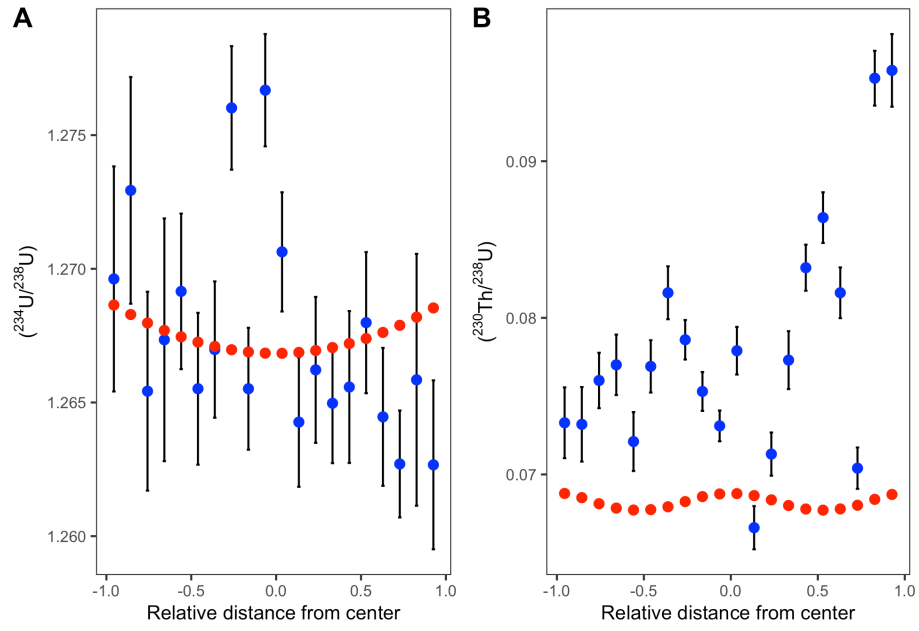 A
B
(²³⁴U/²³⁸U)
1.275
1.270
1.265
1.260
-1.0 -0.5 0.0 0.5 1.0
Relative distance from center
(²³⁰Th/²³⁸U)
0.09
0.08
0.07
-1.0 -0.5 0.0 0.5 1.0
Relative distance from center